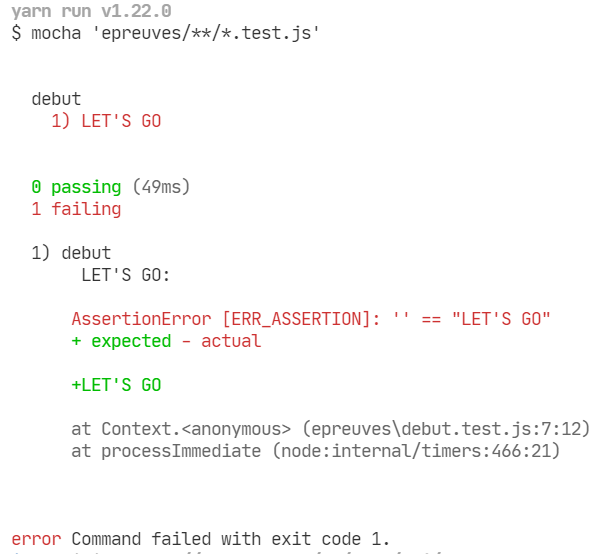 yarn run v1.22.0
$ mocha 'epreuves/**/*.test.js'
debut
1) LET'S GO
0 passing (49ms)
1 failing
1) debut
LET'S GO:
AssertionError [ERR_ASSERTION]: '' == "LET'S GO"
+ expected - actual
+LET'S GO
at Context.<anonymous> (epreuves\debut.test.js:7:12)
at processImmediate (node:internal/timers:466:21)
error Command failed with exit code 1.